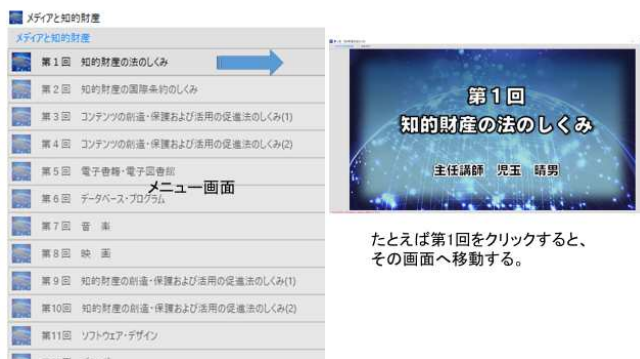 メディアと知的財産
メディアと知的財産
第1回 知的財産の法のしくみ
第2回 知的財産の国際条約のしくみ
第3回 コンテンツの創造・保護および活用の促進法のしくみ(1)
第4回 コンテンツの創造・保護および活用の促進法のしくみ(2)
第5回 電子書籍・電子図書館
メニュー画面
第6回 データベース・プログラム
第7回 音 楽
第8回 映 画
第9回 知的財産の創造・保護および活用の促進法のしくみ(1)
第10回 知的財産の創造・保護および活用の促進法のしくみ(2)
第11回 ソフトウェア・デザイン
第1回
知的財産の法のしくみ
主任講師 児玉 晴男
たとえば第1回をクリックすると、
その画面へ移動する。